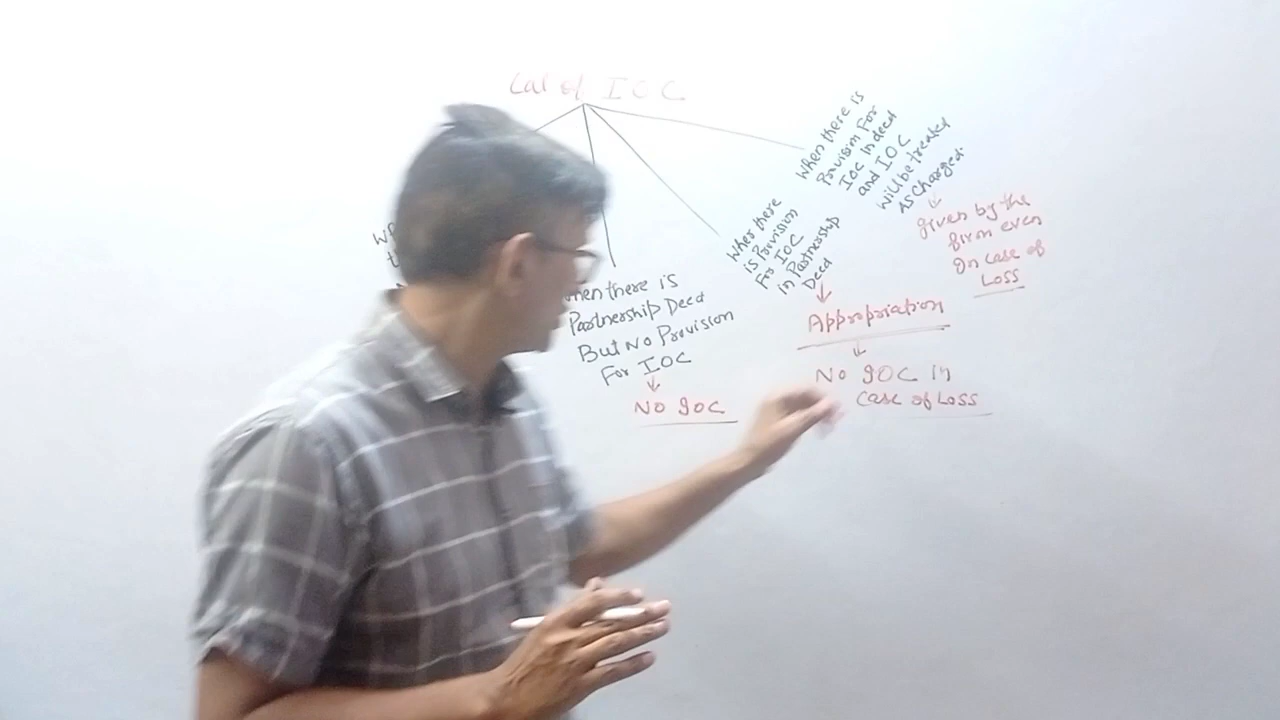 Cal of IOC
When there is
Partnership Deed
But No Provision
For IOC
↓
No IOC
When there
is Provision
For IOC
in Partnership
Deed
↓
Appropriation
↓
No IOC in
Case of Loss
When there is
Provision For
IOC In deed
and IOC
will be treated
As charged.
↓
given by the
firm even
In case of
Loss